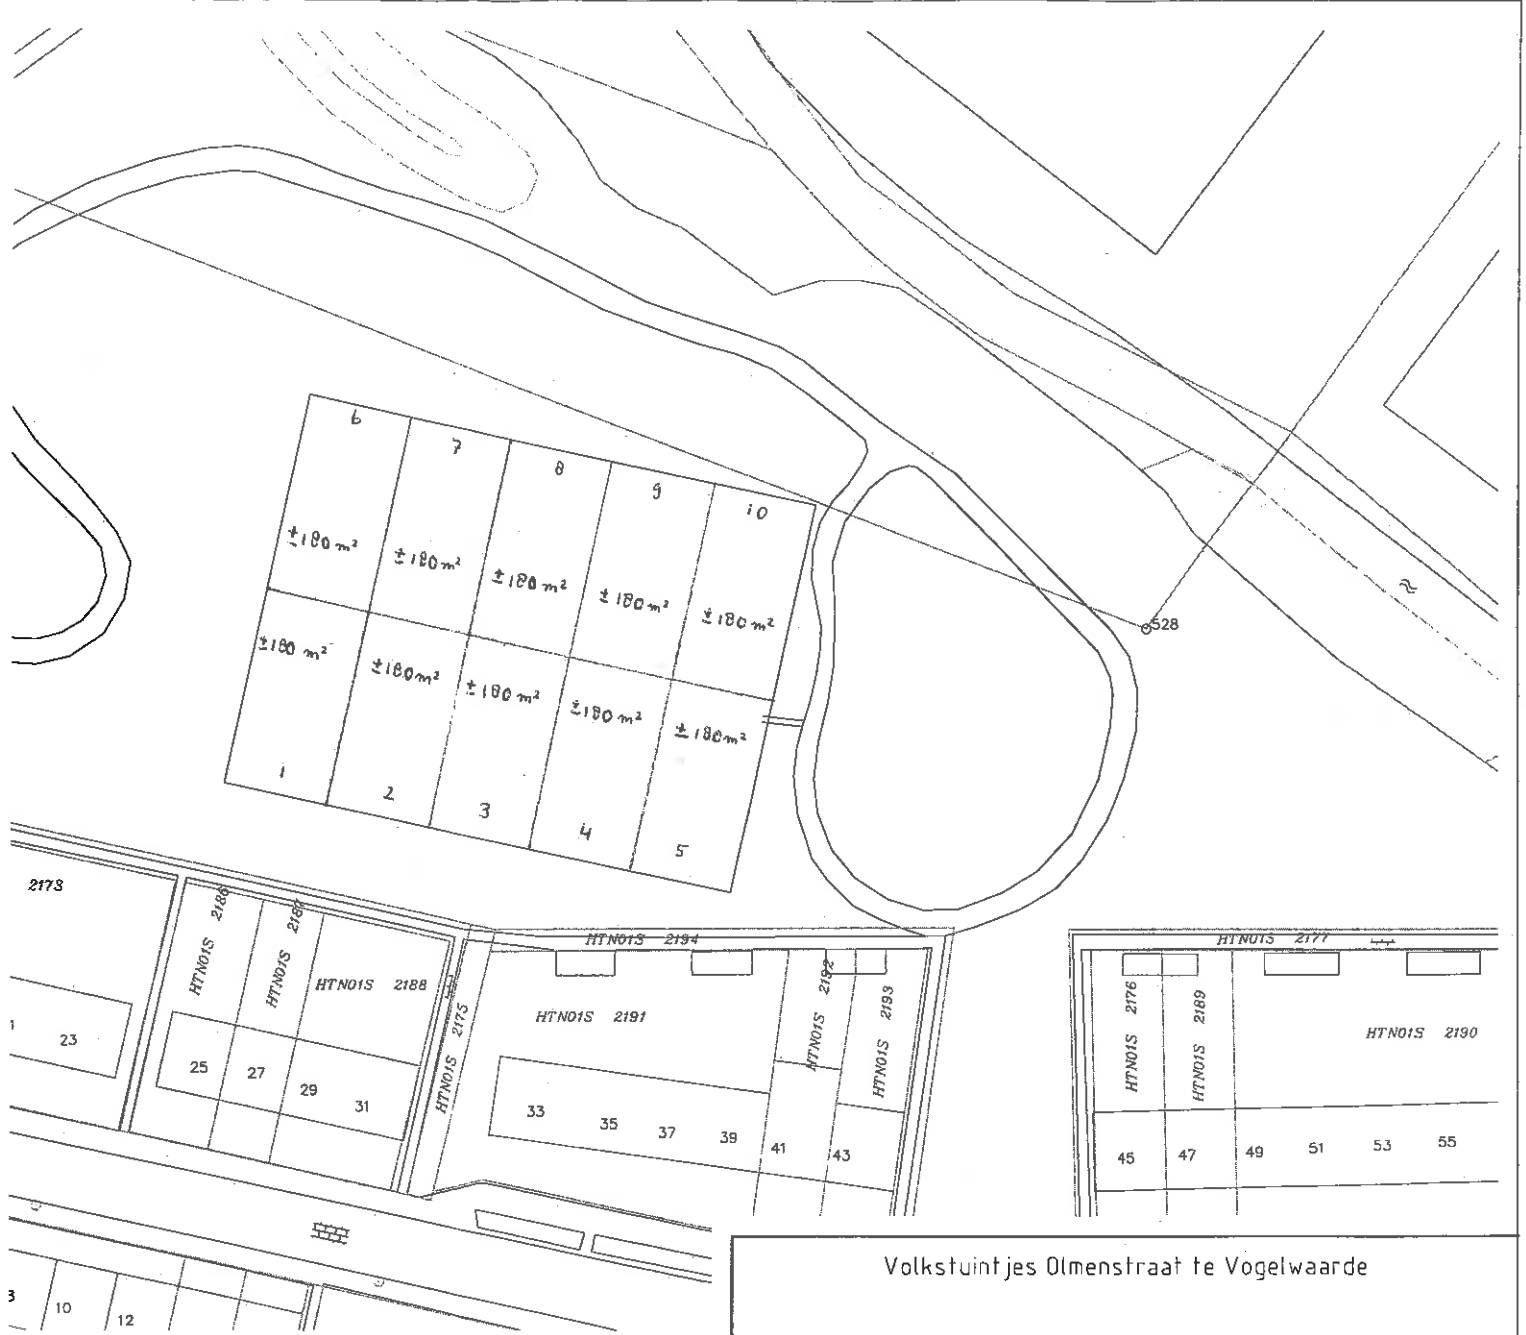 6
7
8
9
10
±180 m²
±180 m²
±180 m²
±180 m²
±180 m²
528
±180 m²
±180 m²
±180 m²
±180 m²
±180 m²
1
2
3
4
5
2173
HTN01S 2186
HTN01S 2187
HTN01S 2188
HTN01S 2175
HTN01S 2194
HTN01S 2191
HTN01S 2192
HTN01S 2193
HTN01S 2177
HTN01S 2176
HTN01S 2189
HTN01S 2190
23
25
27
29
31
33
35
37
39
41
43
45
47
49
51
53
55
10
12
Volkstuintjes Olmenstraat te Vogelwaarde